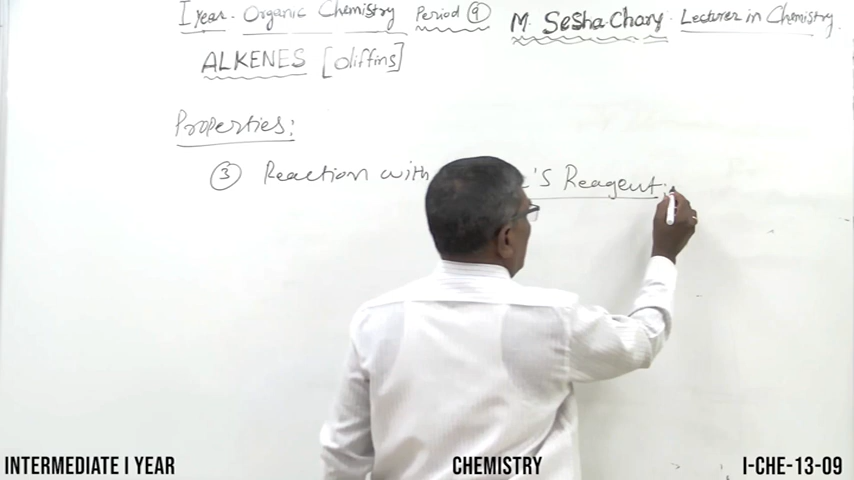 I year. Organic Chemistry Period 9 M. Sesha Chary Lecturer in Chemistry.
ALKENES [Oliffins]
Properties:
3 Reaction with 's Reagent:
INTERMEDIATE I YEAR CHEMISTRY I-CHE-13-09